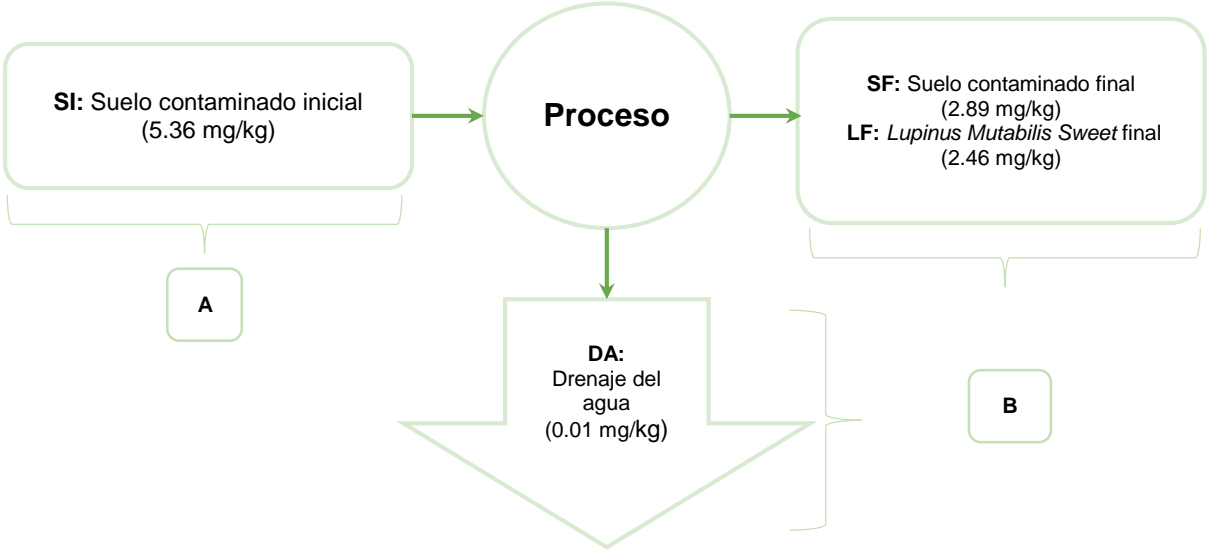 SI: Suelo contaminado inicial
(5.36 mg/kg)
Proceso
SF: Suelo contaminado final
(2.89 mg/kg)
LF: Lupinus Mutabilis Sweet final
(2.46 mg/kg)
A
DA:
Drenaje del
agua
(0.01 mg/kg)
B